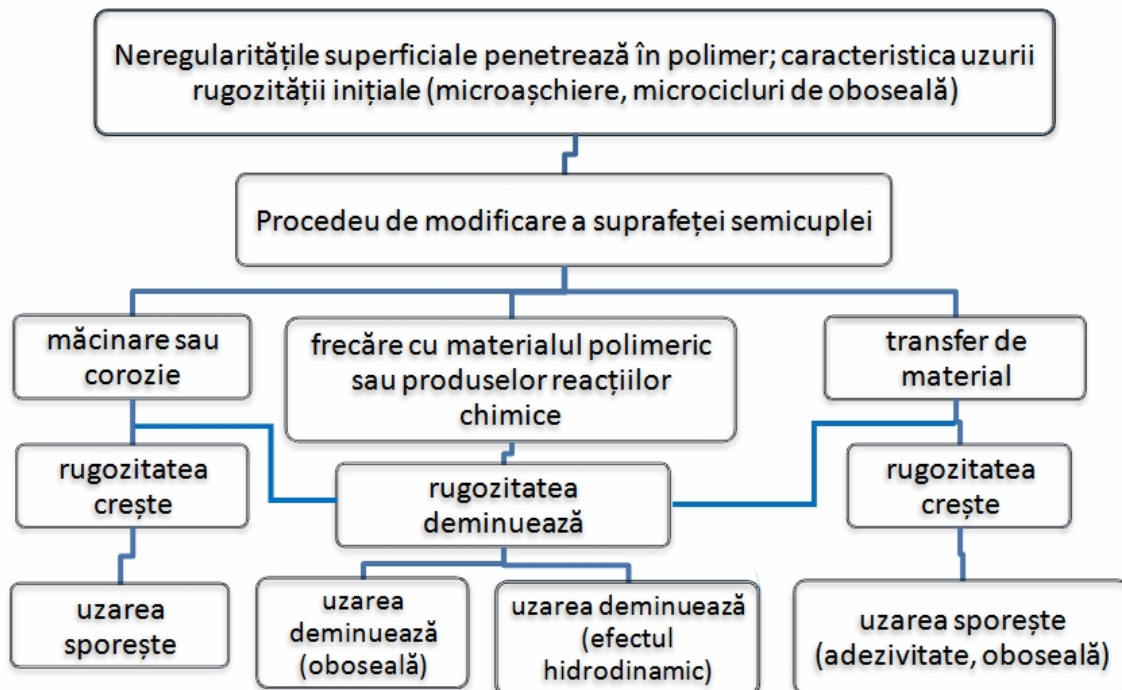 Neregularitățile superficiale penetrează în polimer; caracteristica uzurii
rugozității inițiale (microașchiere, microcicluri de oboseală)
Procedeu de modificare a suprafeței semicuplei
măcinare sau
corozie
frecăre cu materialul polimeric
sau produselor reacțiilor
chimice
transfer de
material
rugozitatea
crește
rugozitatea
deminuează
rugozitatea
crește
uzarea
sporește
uzarea
deminuează
(oboseală)
uzarea deminuează
(efectul
hidrodinamic)
uzarea sporește
(adezivitate, oboseală)